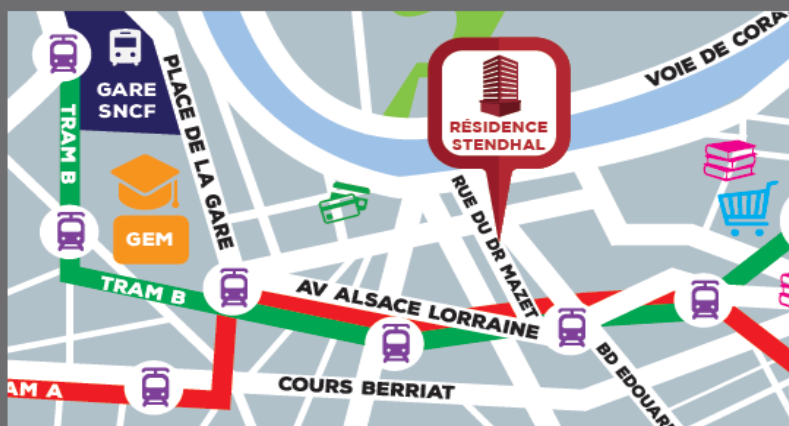 VOIE DE CORA
GARE
SNCF
PLACE DE LA GARE
RÉSIDENCE
STENDHAL
TRAM B
RUE DU DR MAZET
GEM
TRAM B
AV ALSACE LORRAINE
BD EDOUAR
COURS BERRIAT
AM A